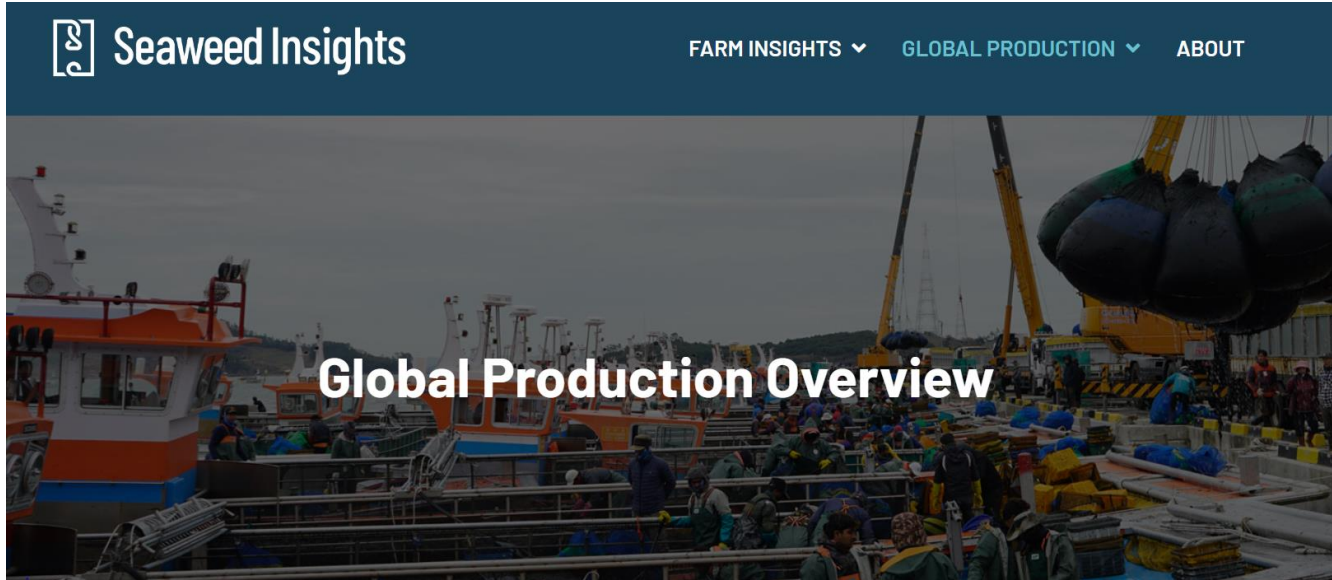 Seaweed Insights
FARM INSIGHTS
GLOBAL PRODUCTION
ABOUT
Global Production Overview